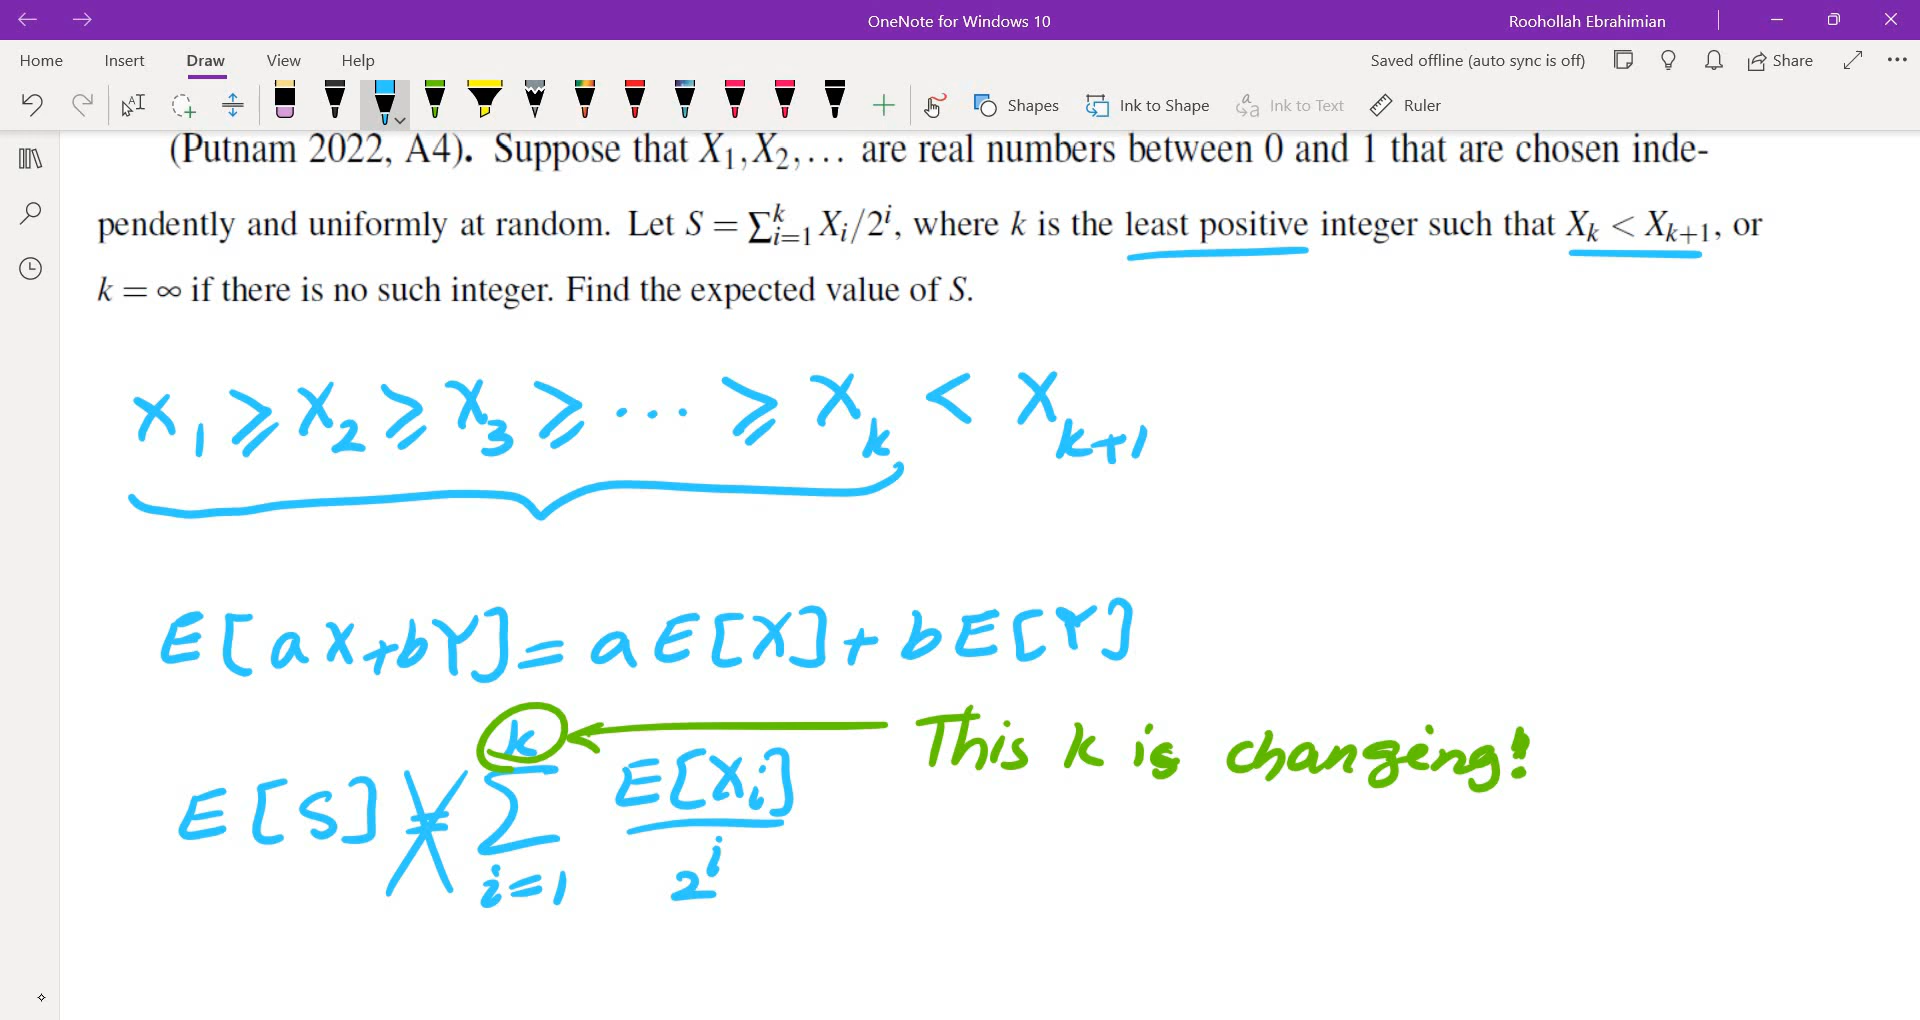 OneNote for Windows 10
Roohollah Ebrahimian
Home Insert Draw View Help
Saved offline (auto sync is off)
Share
Shapes Ink to Shape Ink to Text Ruler
(Putnam 2022, A4). Suppose that X₁,X₂,... are real numbers between 0 and 1 that are chosen inde-
pendently and uniformly at random. Let S = ∑ᵏᵢ₌₁ Xᵢ/2ⁱ, where k is the least positive integer such that Xₖ < Xₖ₊₁, or
k = ∞ if there is no such integer. Find the expected value of S.
X₁ ⩾ X₂ ⩾ X₃ ⩾ ... ⩾ Xₖ < Xₖ₊₁
E[aX+bY] = aE[X] + bE[Y]
This k is changing!
E[S] = ∑ᵏᵢ₌₁ E[Xᵢ]/2ⁱ